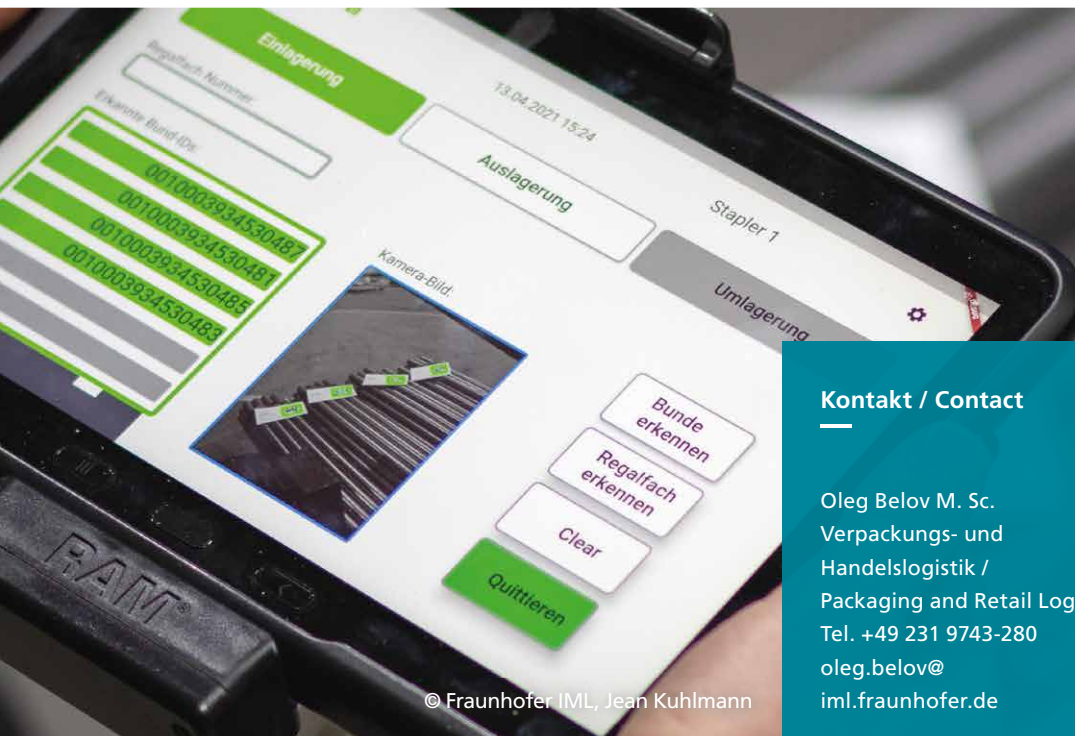 Einlagerung
13.04.2021 15:24
Regalfach Nummer:
Auslagerung
Stapler 1
Erkannte Bund-IDs:
Umlagerung
0010003934530487
0010003934530481
0010003934530485
0010003934530483
Kamera-Bild:
Bunde
erkennen
Regalfach
erkennen
Clear
Quittieren
RAM®
© Fraunhofer IML, Jean Kuhlmann
Kontakt / Contact
Oleg Belov M. Sc.
Verpackungs- und
Handelslogistik /
Packaging and Retail Log
Tel. +49 231 9743-280
oleg.belov@
iml.fraunhofer.de